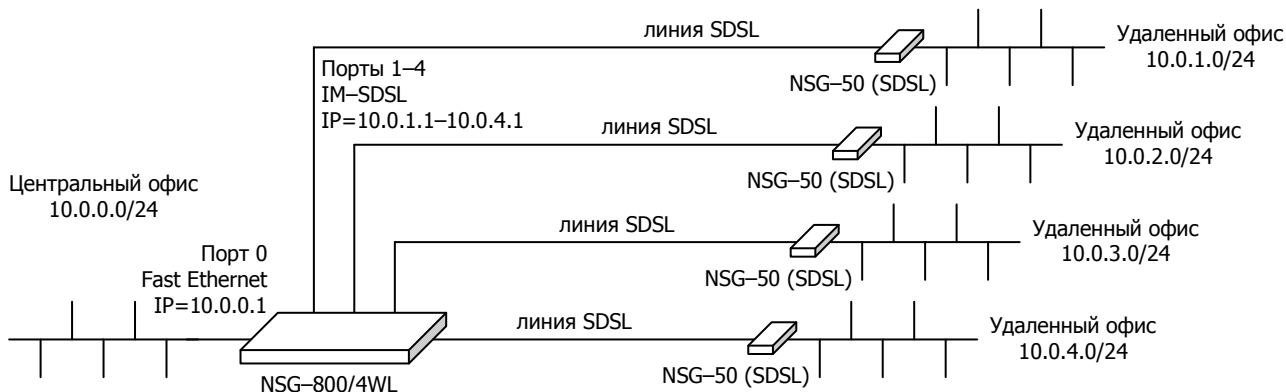 линия SDSL
Удаленный офис
10.0.1.0/24
NSG–50 (SDSL)
Порты 1–4
IM–SDSL
IP=10.0.1.1–10.0.4.1
линия SDSL
Удаленный офис
10.0.2.0/24
NSG–50 (SDSL)
Центральный офис
10.0.0.0/24
линия SDSL
Удаленный офис
10.0.3.0/24
NSG–50 (SDSL)
Порт 0
Fast Ethernet
IP=10.0.0.1
линия SDSL
Удаленный офис
10.0.4.0/24
NSG–50 (SDSL)
NSG–800/4WL